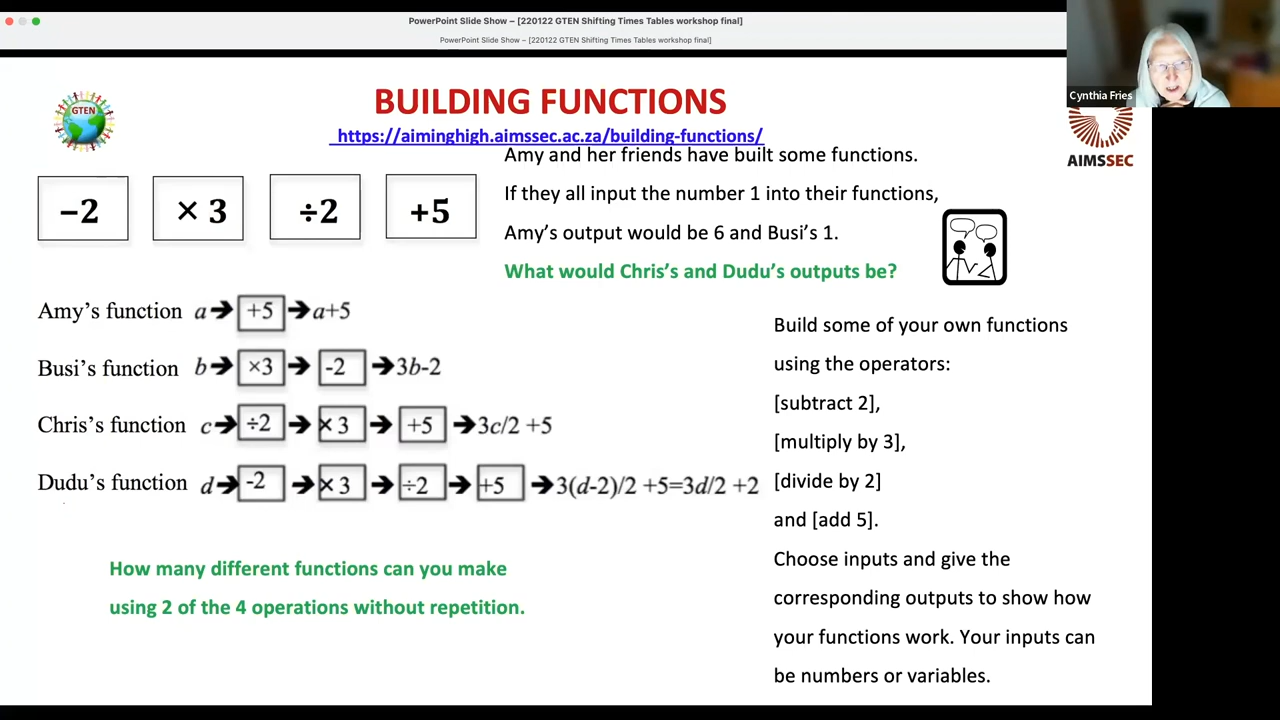 PowerPoint Slide Show – [220122 GTEN Shifting Times Tables workshop final]
PowerPoint Slide Show – [220122 GTEN Shifting Times Tables workshop final]
Cynthia Fries
GTEN
BUILDING FUNCTIONS
https://aiminghigh.aimssec.ac.za/building-functions/
AIMSSEC
−2
× 3
÷2
+5
Amy and her friends have built some functions.
If they all input the number 1 into their functions,
Amy’s output would be 6 and Busi’s 1.
What would Chris’s and Dudu’s outputs be?
Amy’s function a➔ +5 ➔a+5
Busi’s function b➔ ×3 ➔ -2 ➔3b-2
Chris’s function c➔ ÷2 ➔ × 3 ➔ +5 ➔3c/2 +5
Dudu’s function d➔ -2 ➔ × 3 ➔ ÷2 ➔ +5 ➔3(d-2)/2 +5=3d/2 +2
How many different functions can you make
using 2 of the 4 operations without repetition.
Build some of your own functions
using the operators:
[subtract 2],
[multiply by 3],
[divide by 2]
and [add 5].
Choose inputs and give the
corresponding outputs to show how
your functions work. Your inputs can
be numbers or variables.